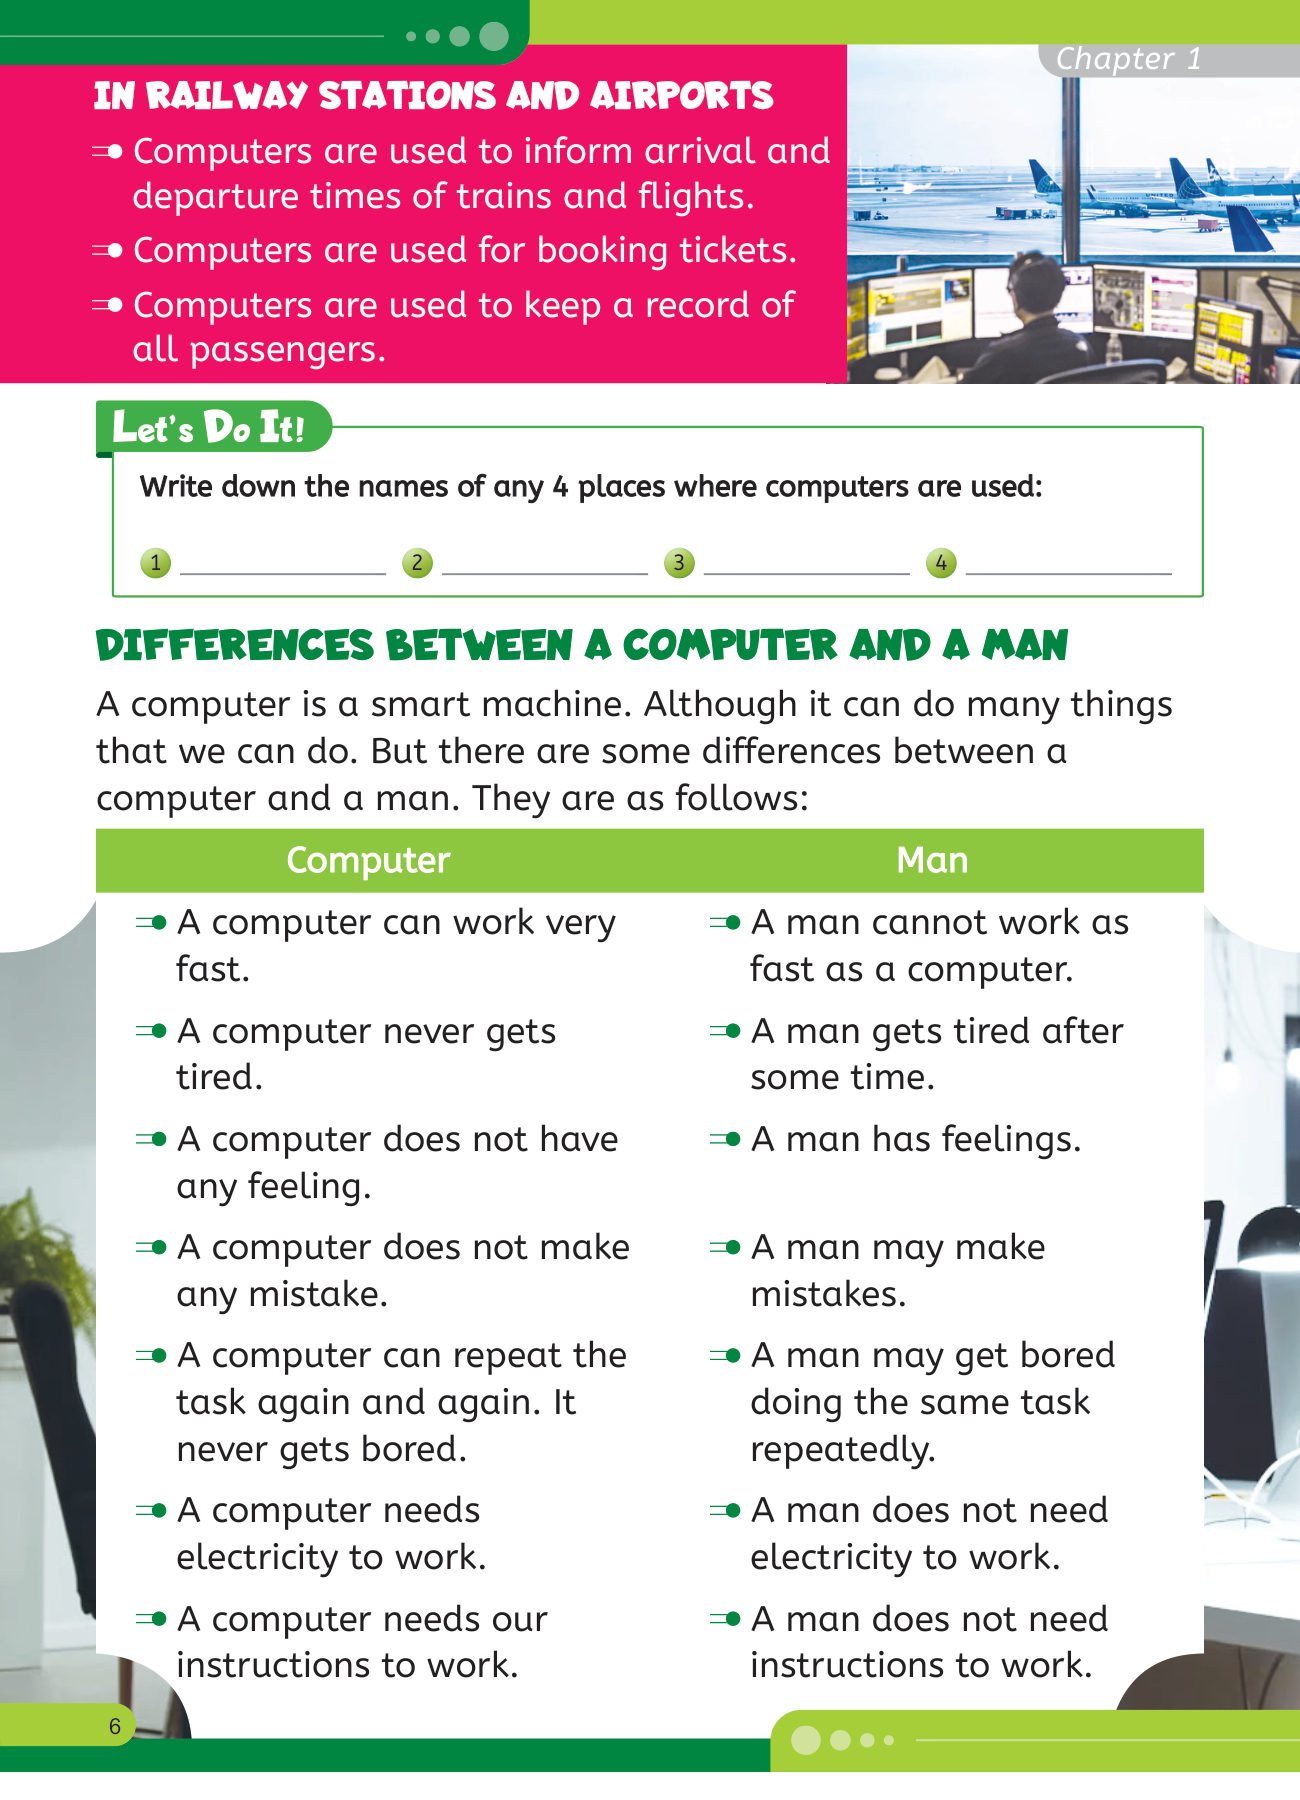 Chapter 1
IN RAILWAY STATIONS AND AIRPORTS
Computers are used to inform arrival and
departure times of trains and flights.
Computers are used for booking tickets.
Computers are used to keep a record of
all passengers.
Let's Do It!
Write down the names of any 4 places where computers are used:
1 2 3 4
DIFFERENCES BETWEEN A COMPUTER AND A MAN
A computer is a smart machine. Although it can do many things
that we can do. But there are some differences between a
computer and a man. They are as follows:
Computer Man
A computer can work very
fast.
A man cannot work as
fast as a computer.
A computer never gets
tired.
A man gets tired after
some time.
A computer does not have
any feeling.
A man has feelings.
A computer does not make
any mistake.
A man may make
mistakes.
A computer can repeat the
task again and again. It
never gets bored.
A man may get bored
doing the same task
repeatedly.
A computer needs
electricity to work.
A man does not need
electricity to work.
A computer needs our
instructions to work.
A man does not need
instructions to work.
6